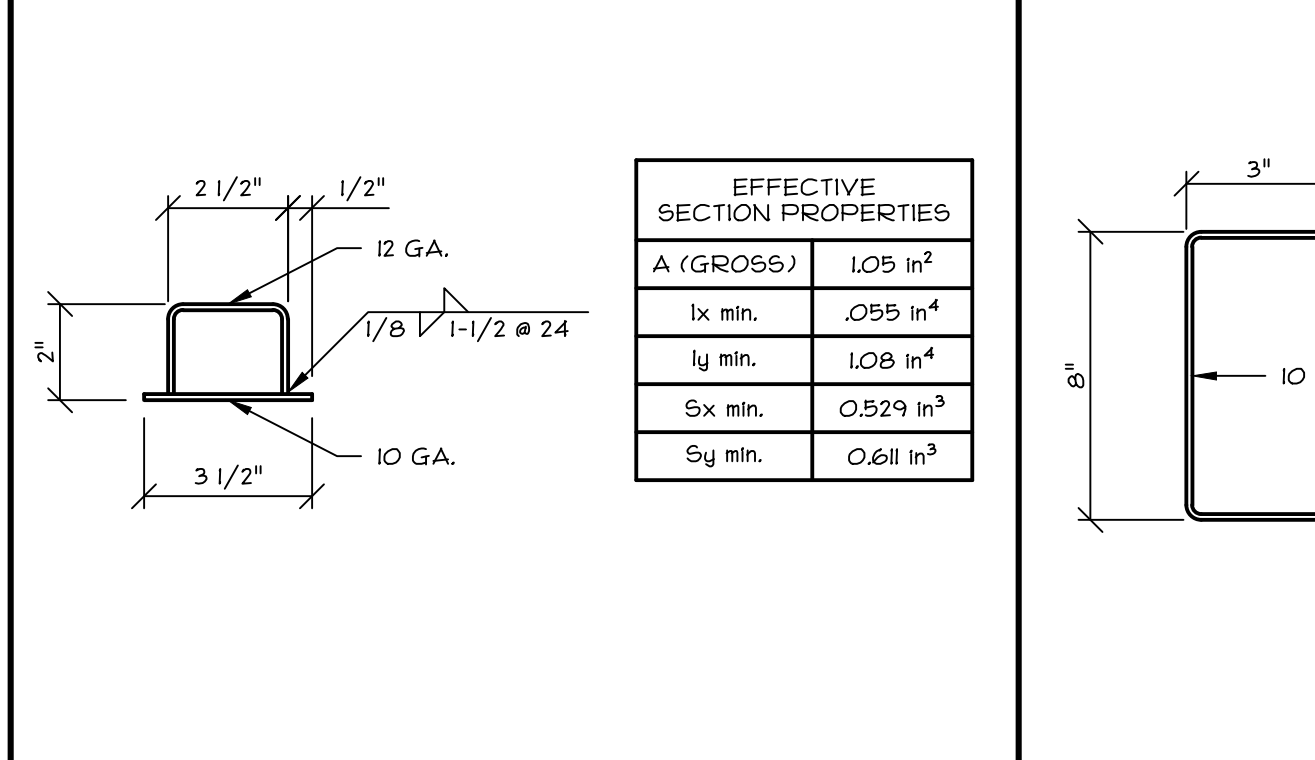 2 1/2"
1/2"
12 GA.
2"
1/8
1-1/2 @ 24
10 GA.
3 1/2"
EFFECTIVE
SECTION PROPERTIES
A (GROSS) 1.05 in²
Ix min. .055 in⁴
Iy min. 1.08 in⁴
Sx min. 0.529 in³
Sy min. 0.611 in³
3"
8"
10